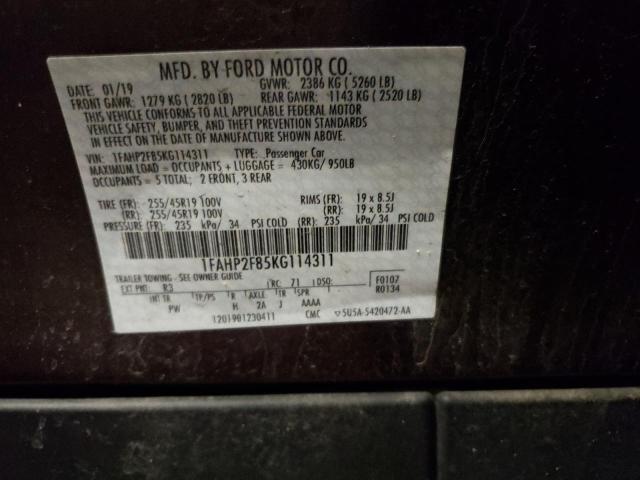 MFD. BY FORD MOTOR CO.
DATE: 01/19 GVWR: 2386 KG ( 5260 LB)
FRONT GAWR: 1279 KG ( 2820 LB) REAR GAWR: 1143 KG ( 2520 LB)
THIS VEHICLE CONFORMS TO ALL APPLICABLE FEDERAL MOTOR
VEHICLE SAFETY, BUMPER, AND THEFT PREVENTION STANDARDS
IN EFFECT ON THE DATE OF MANUFACTURE SHOWN ABOVE.
VIN: 1FAHP2F85KG114311 TYPE: Passenger Car
MAXIMUM LOAD = OCCUPANTS + LUGGAGE = 430KG/ 950LB
OCCUPANTS = 5 TOTAL; 2 FRONT, 3 REAR
TIRE (FR): 255/45R19 100V RIMS (FR): 19 x 8.5J
(RR): 255/45R19 100V (RR): 19 x 8.5J
PRESSURE (FR): 235 kPa/ 34 PSI COLD (RR): 235 kPa/ 34 PSI COLD
1FAHP2F85KG114311
TRAILER TOWING - SEE OWNER GUIDE
EXT PNT: R3 RC: 71 DSO: F0107
INT TR TP/PS R AXLE TR SPR R0134
PW H 2A J AAAA
1201901230411 CMC ▽5U5A-5420472-AA